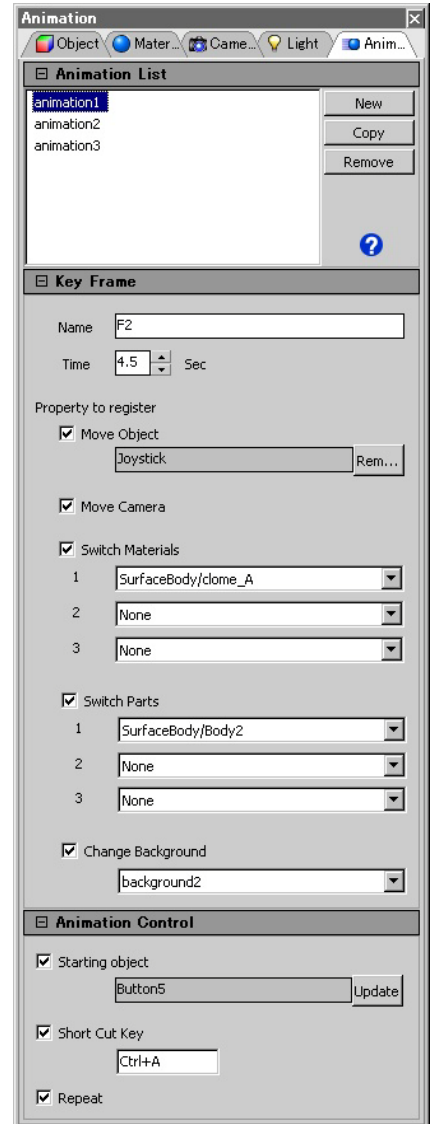 Animation
Object Mater... Came... Light Anim...
Animation List
animation1 New
animation2 Copy
animation3 Remove
Key Frame
Name F2
Time 4.5 Sec
Property to register
Move Object
Joystick Rem...
Move Camera
Switch Materials
1 SurfaceBody/clome_A
2 None
3 None
Switch Parts
1 SurfaceBody/Body2
2 None
3 None
Change Background
background2
Animation Control
Starting object
Button5 Update
Short Cut Key
Ctrl+A
Repeat